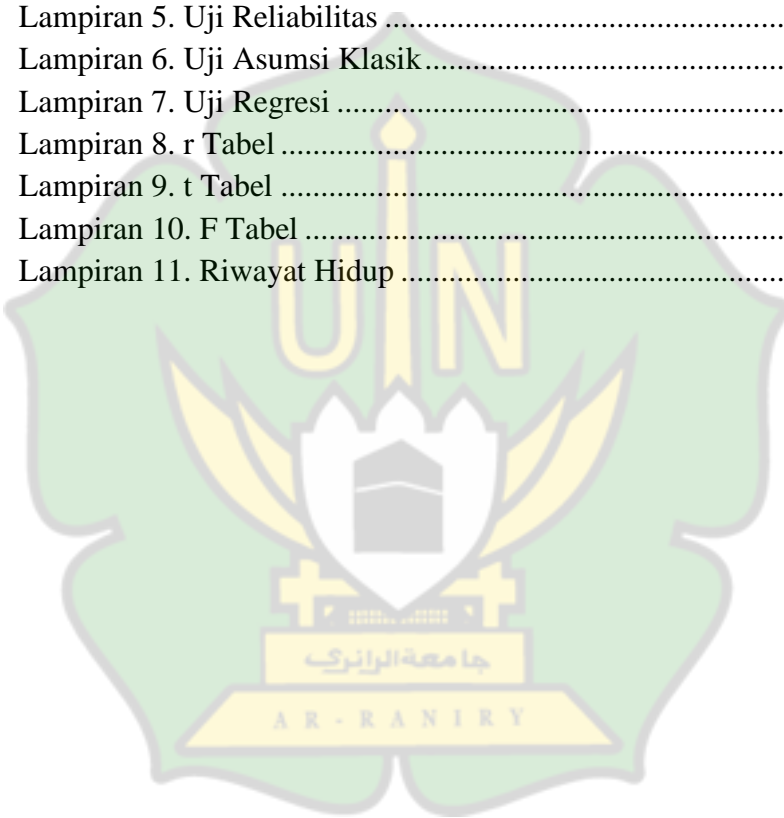 Lampiran 5. Uji Reliabilitas ..................................................
Lampiran 6. Uji Asumsi Klasik..............................................
Lampiran 7. Uji Regresi ........................................................
Lampiran 8. r Tabel ...............................................................
Lampiran 9. t Tabel ...............................................................
Lampiran 10. F Tabel ............................................................
Lampiran 11. Riwayat Hidup ................................................
UIN
جامعة الرانري
AR-RANIRY